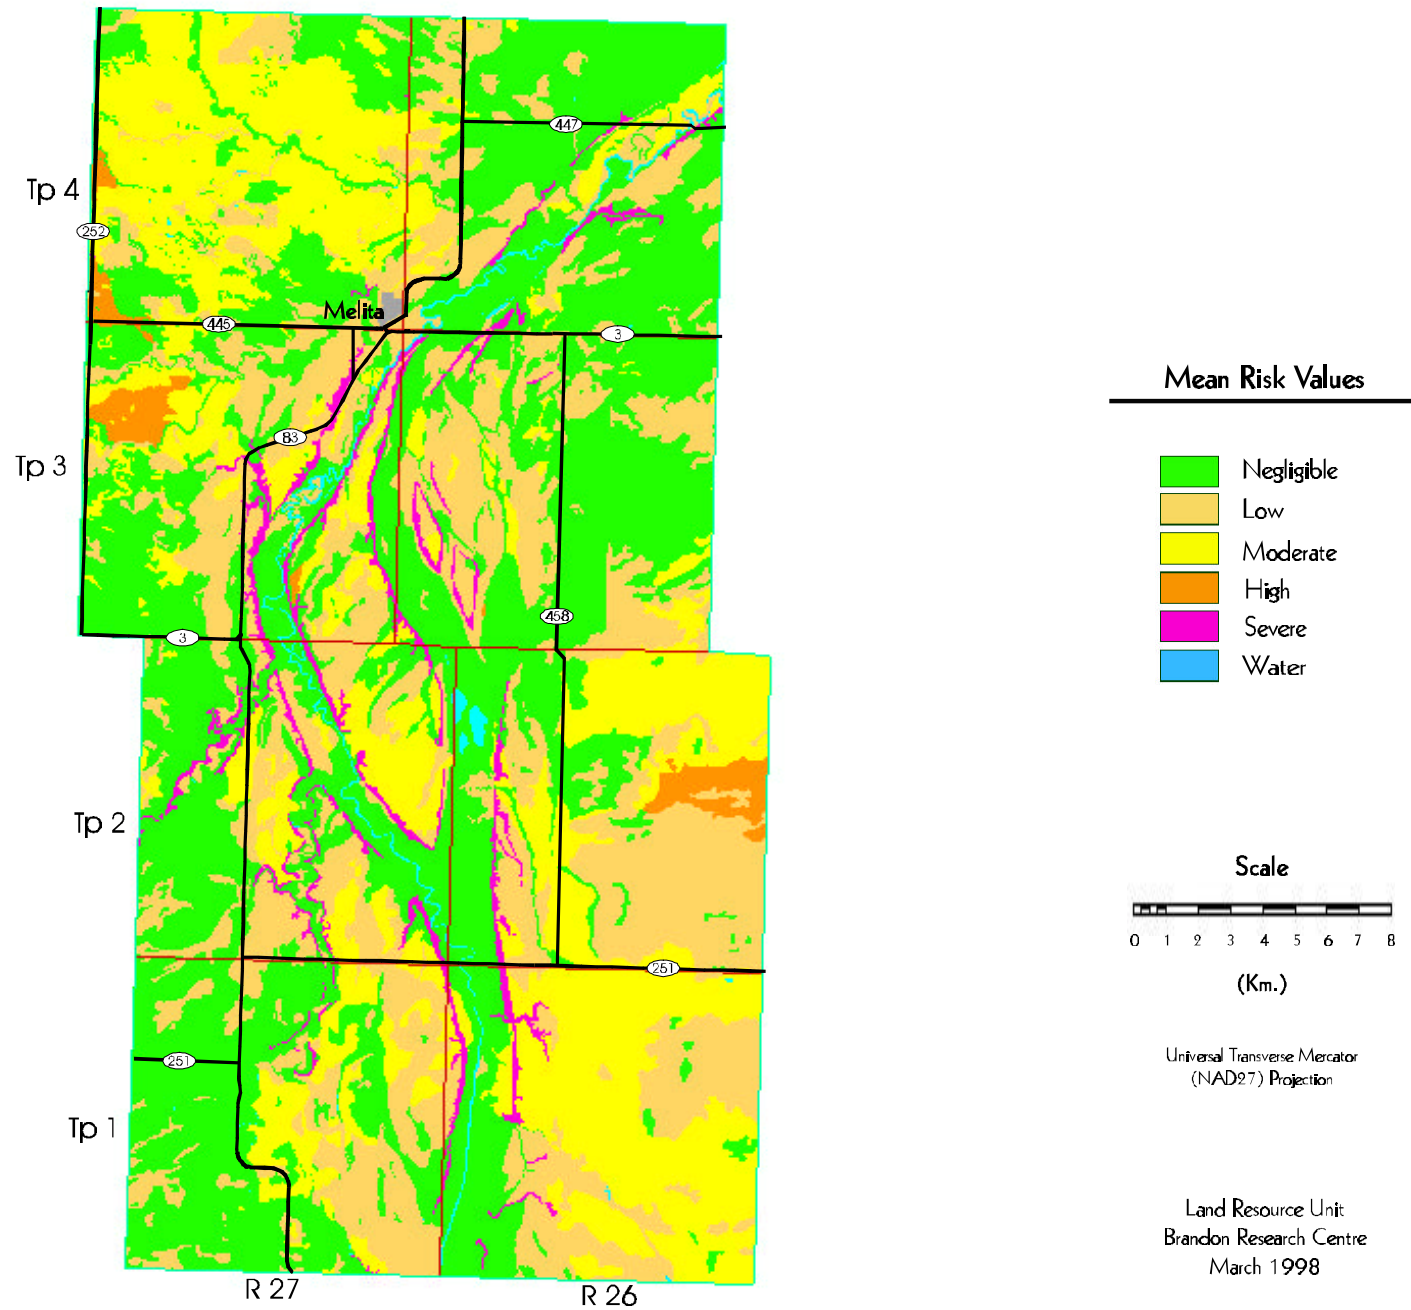 447
Tp 4
252
Melita
445
3
Mean Risk Values
83
Tp 3
Negligible
Low
Moderate
High
458
Severe
3
Water
Tp 2
Scale
0 1 2 3 4 5 6 7 8
251
(Km.)
251
Universal Transverse Mercator
(NAD27) Projection
Tp 1
Land Resource Unit
Brandon Research Centre
March 1998
R 27
R 26